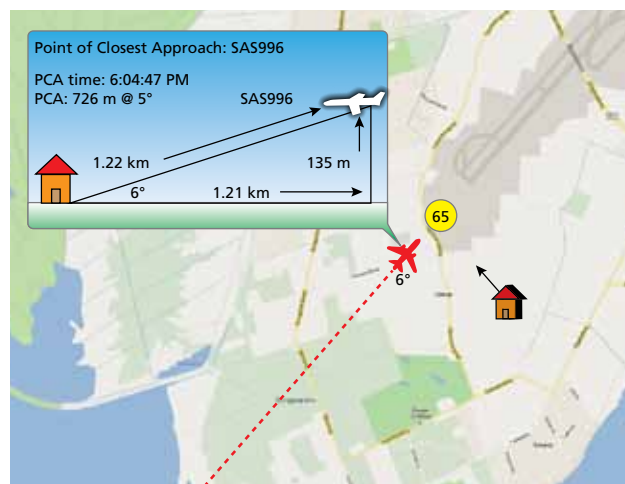 Point of Closest Approach: SAS996
PCA time: 6:04:47 PM
PCA: 726 m @ 5°
SAS996
1.22 km
135 m
6°
1.21 km
65
6°